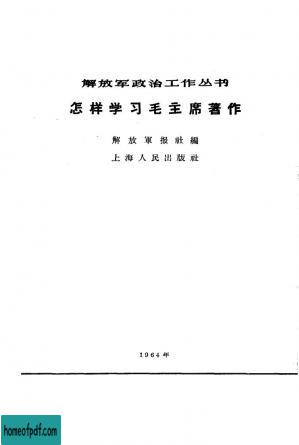 解放军政治工作丛书
怎样学习毛主席著作
解放軍报社編
上海人民出版社
1964年
homeofpdf.com